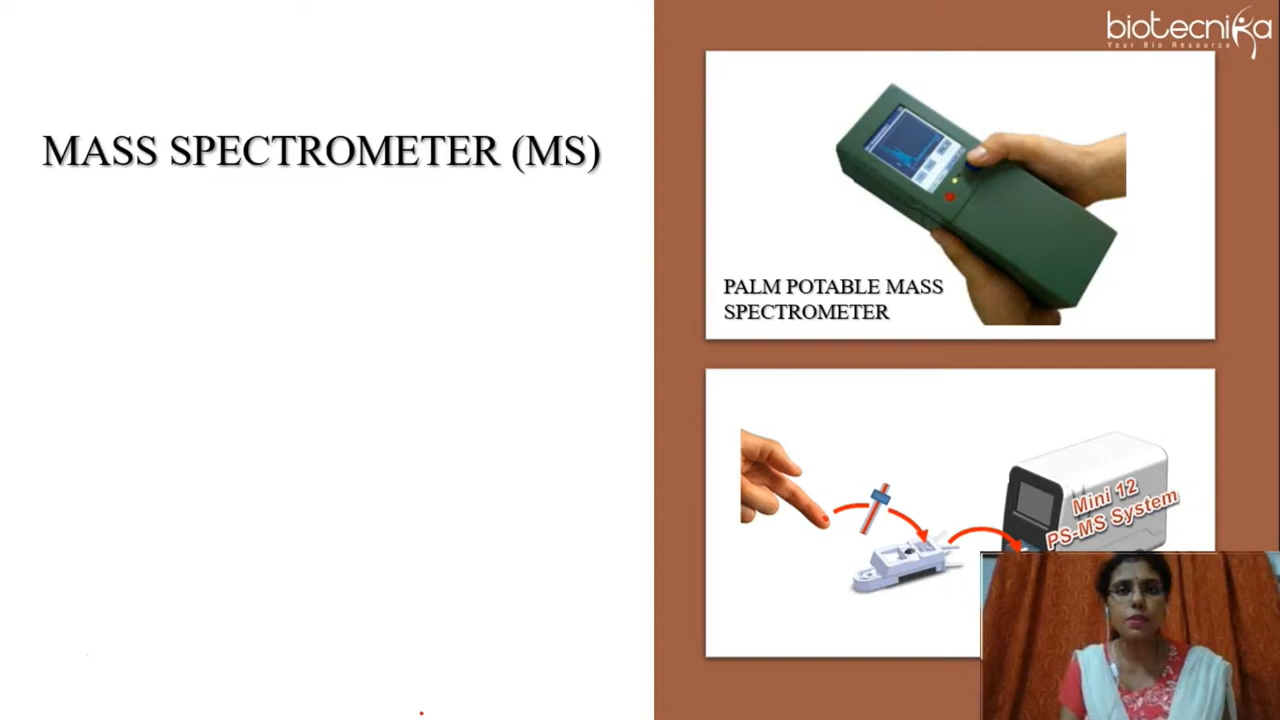 biotecnika
Your Bio Resource
MASS SPECTROMETER (MS)
PALM POTABLE MASS
SPECTROMETER
Mini 12
PS-MS System